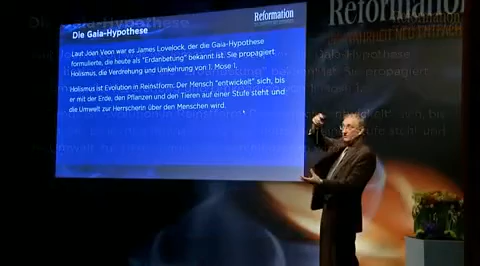 Reformation
Die Gaia-Hypothese
Laut Joan Veon war es James Lovelock, der die Gaia-Hypothese
formulierte, die heute als "Erdanbetung" bekannt ist. Sie propagiert
Holismus, die Verdrehung und Umkehrung von 1. Mose 1.
Holismus ist Evolution in Reinstform: Der Mensch "entwickelt" sich, bis
er mit der Erde, den Pflanzen und den Tieren auf einer Stufe steht und
die Umwelt zur Herrscherin über den Menschen wird.
Reformation